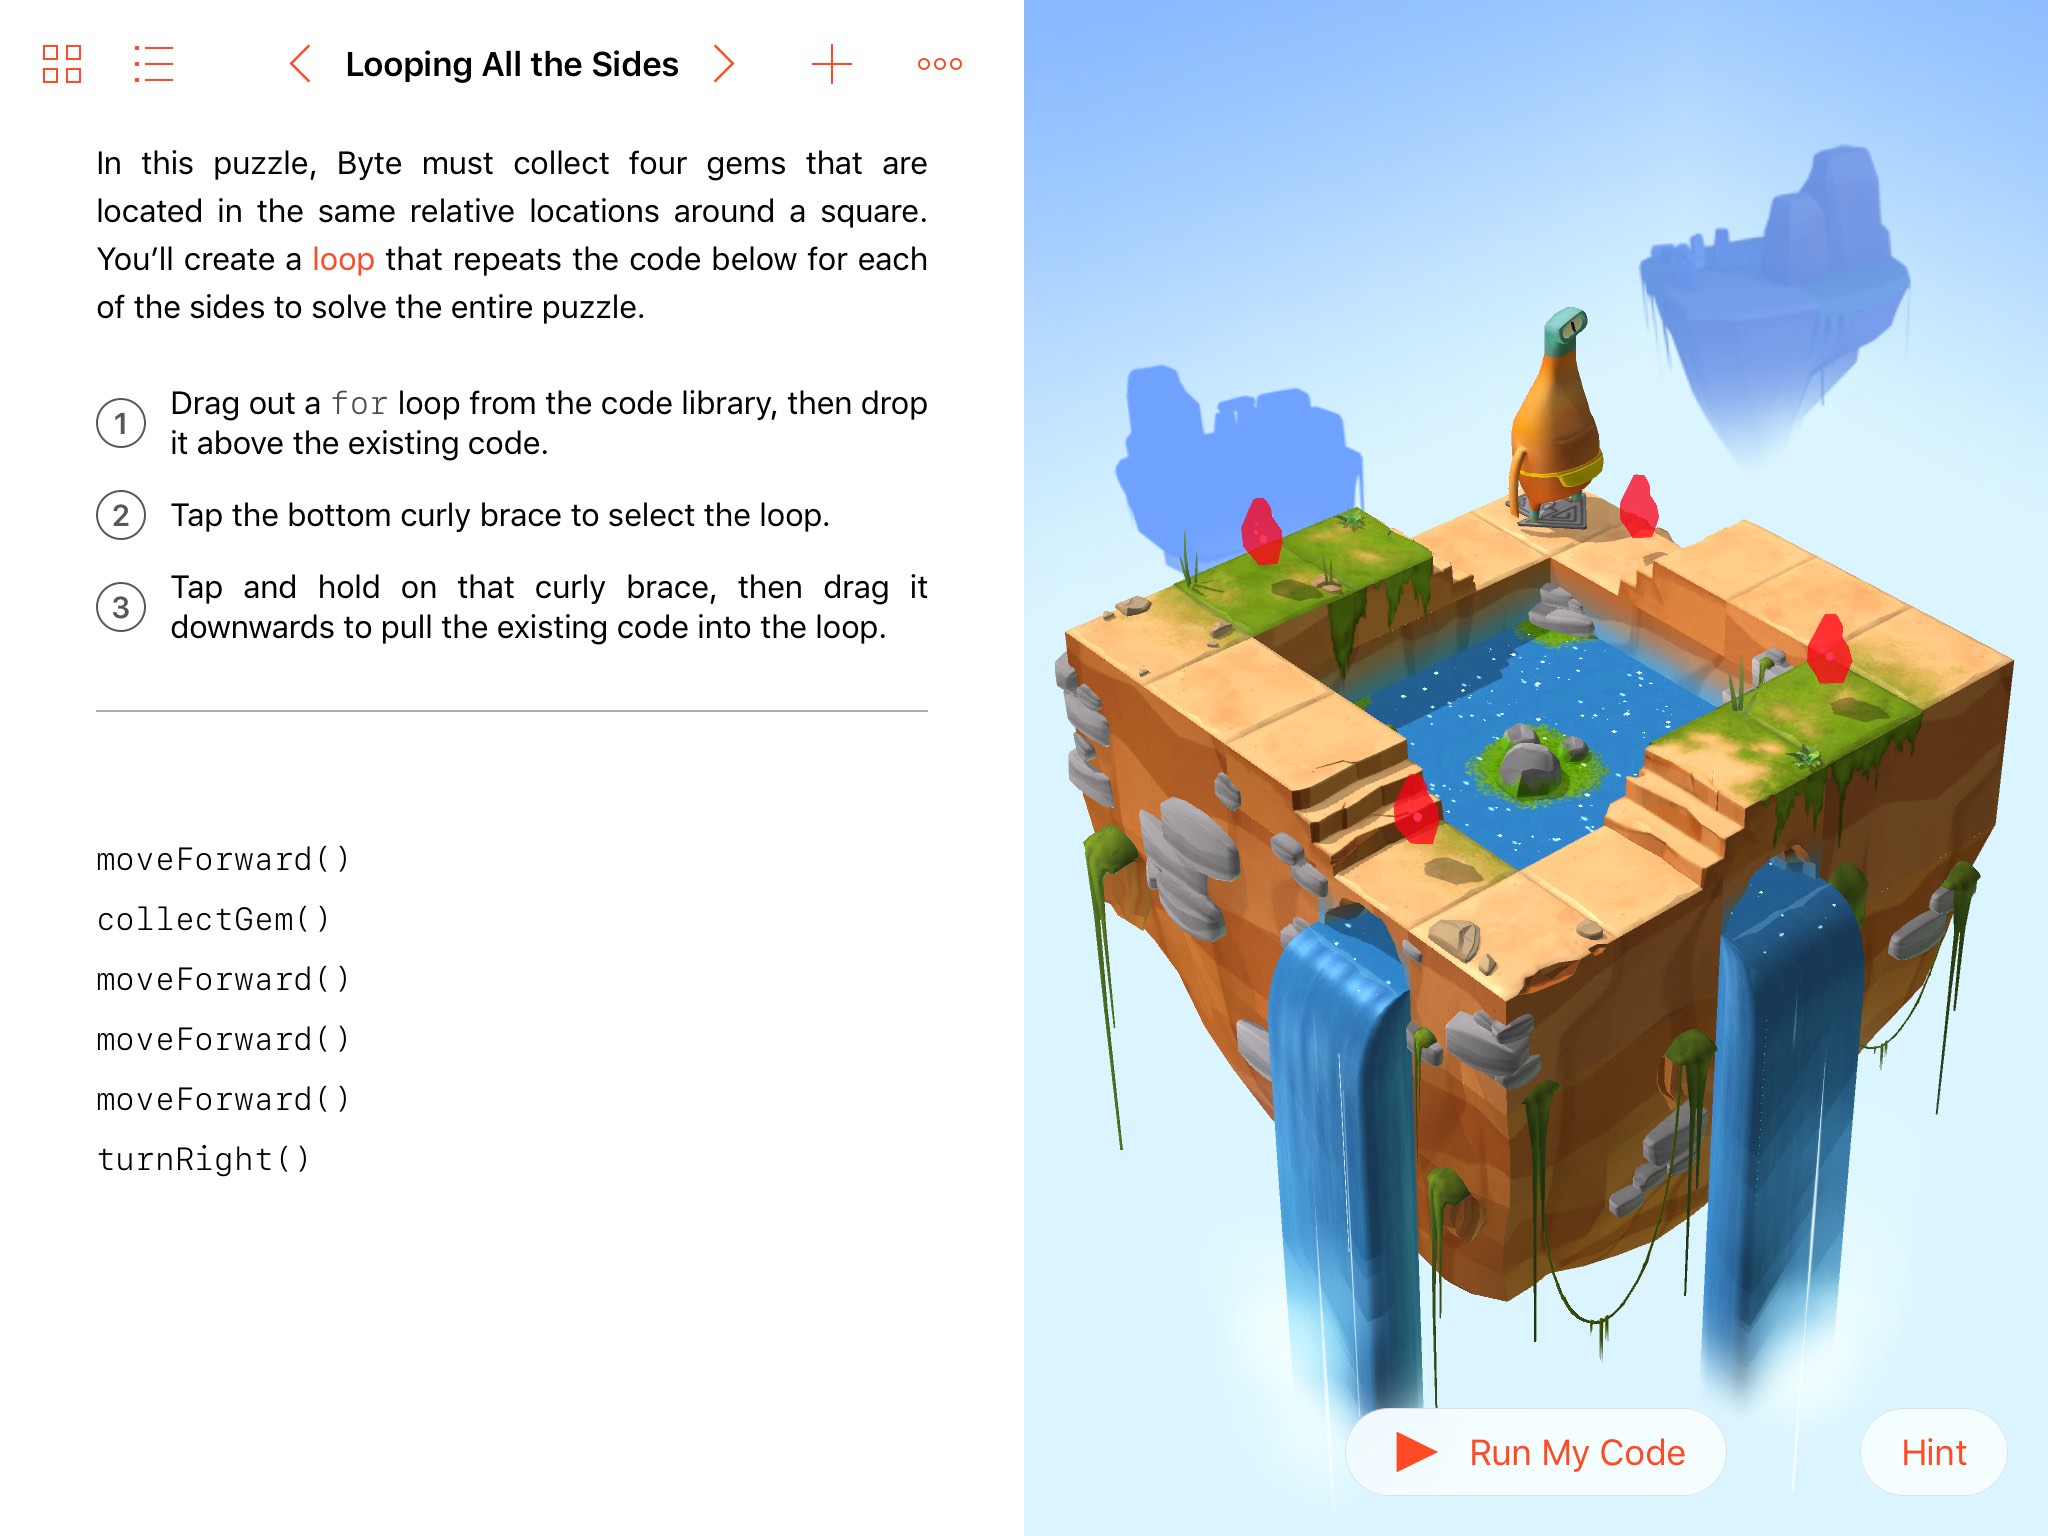 Looping All the Sides
In this puzzle, Byte must collect four gems that are
located in the same relative locations around a square.
You’ll create a loop that repeats the code below for each
of the sides to solve the entire puzzle.
1 Drag out a for loop from the code library, then drop
it above the existing code.
2 Tap the bottom curly brace to select the loop.
3 Tap and hold on that curly brace, then drag it
downwards to pull the existing code into the loop.
moveForward()
collectGem()
moveForward()
moveForward()
moveForward()
turnRight()
Run My Code
Hint